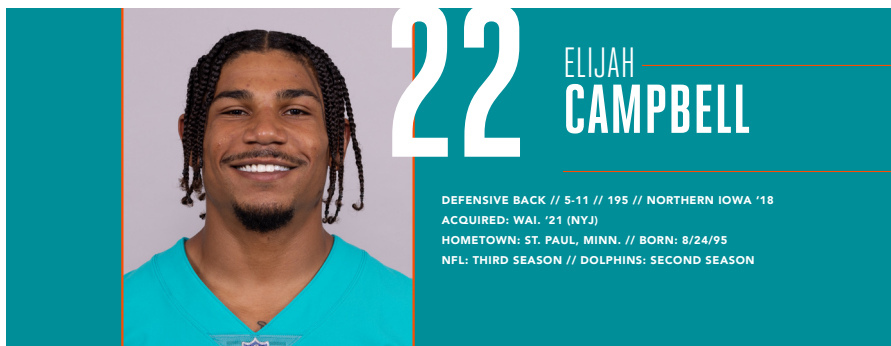 22
ELIJAH
CAMPBELL
DEFENSIVE BACK // 5-11 // 195 // NORTHERN IOWA ‘18
ACQUIRED: WAI. ‘21 (NYJ)
HOMETOWN: ST. PAUL, MINN. // BORN: 8/24/95
NFL: THIRD SEASON // DOLPHINS: SECOND SEASON